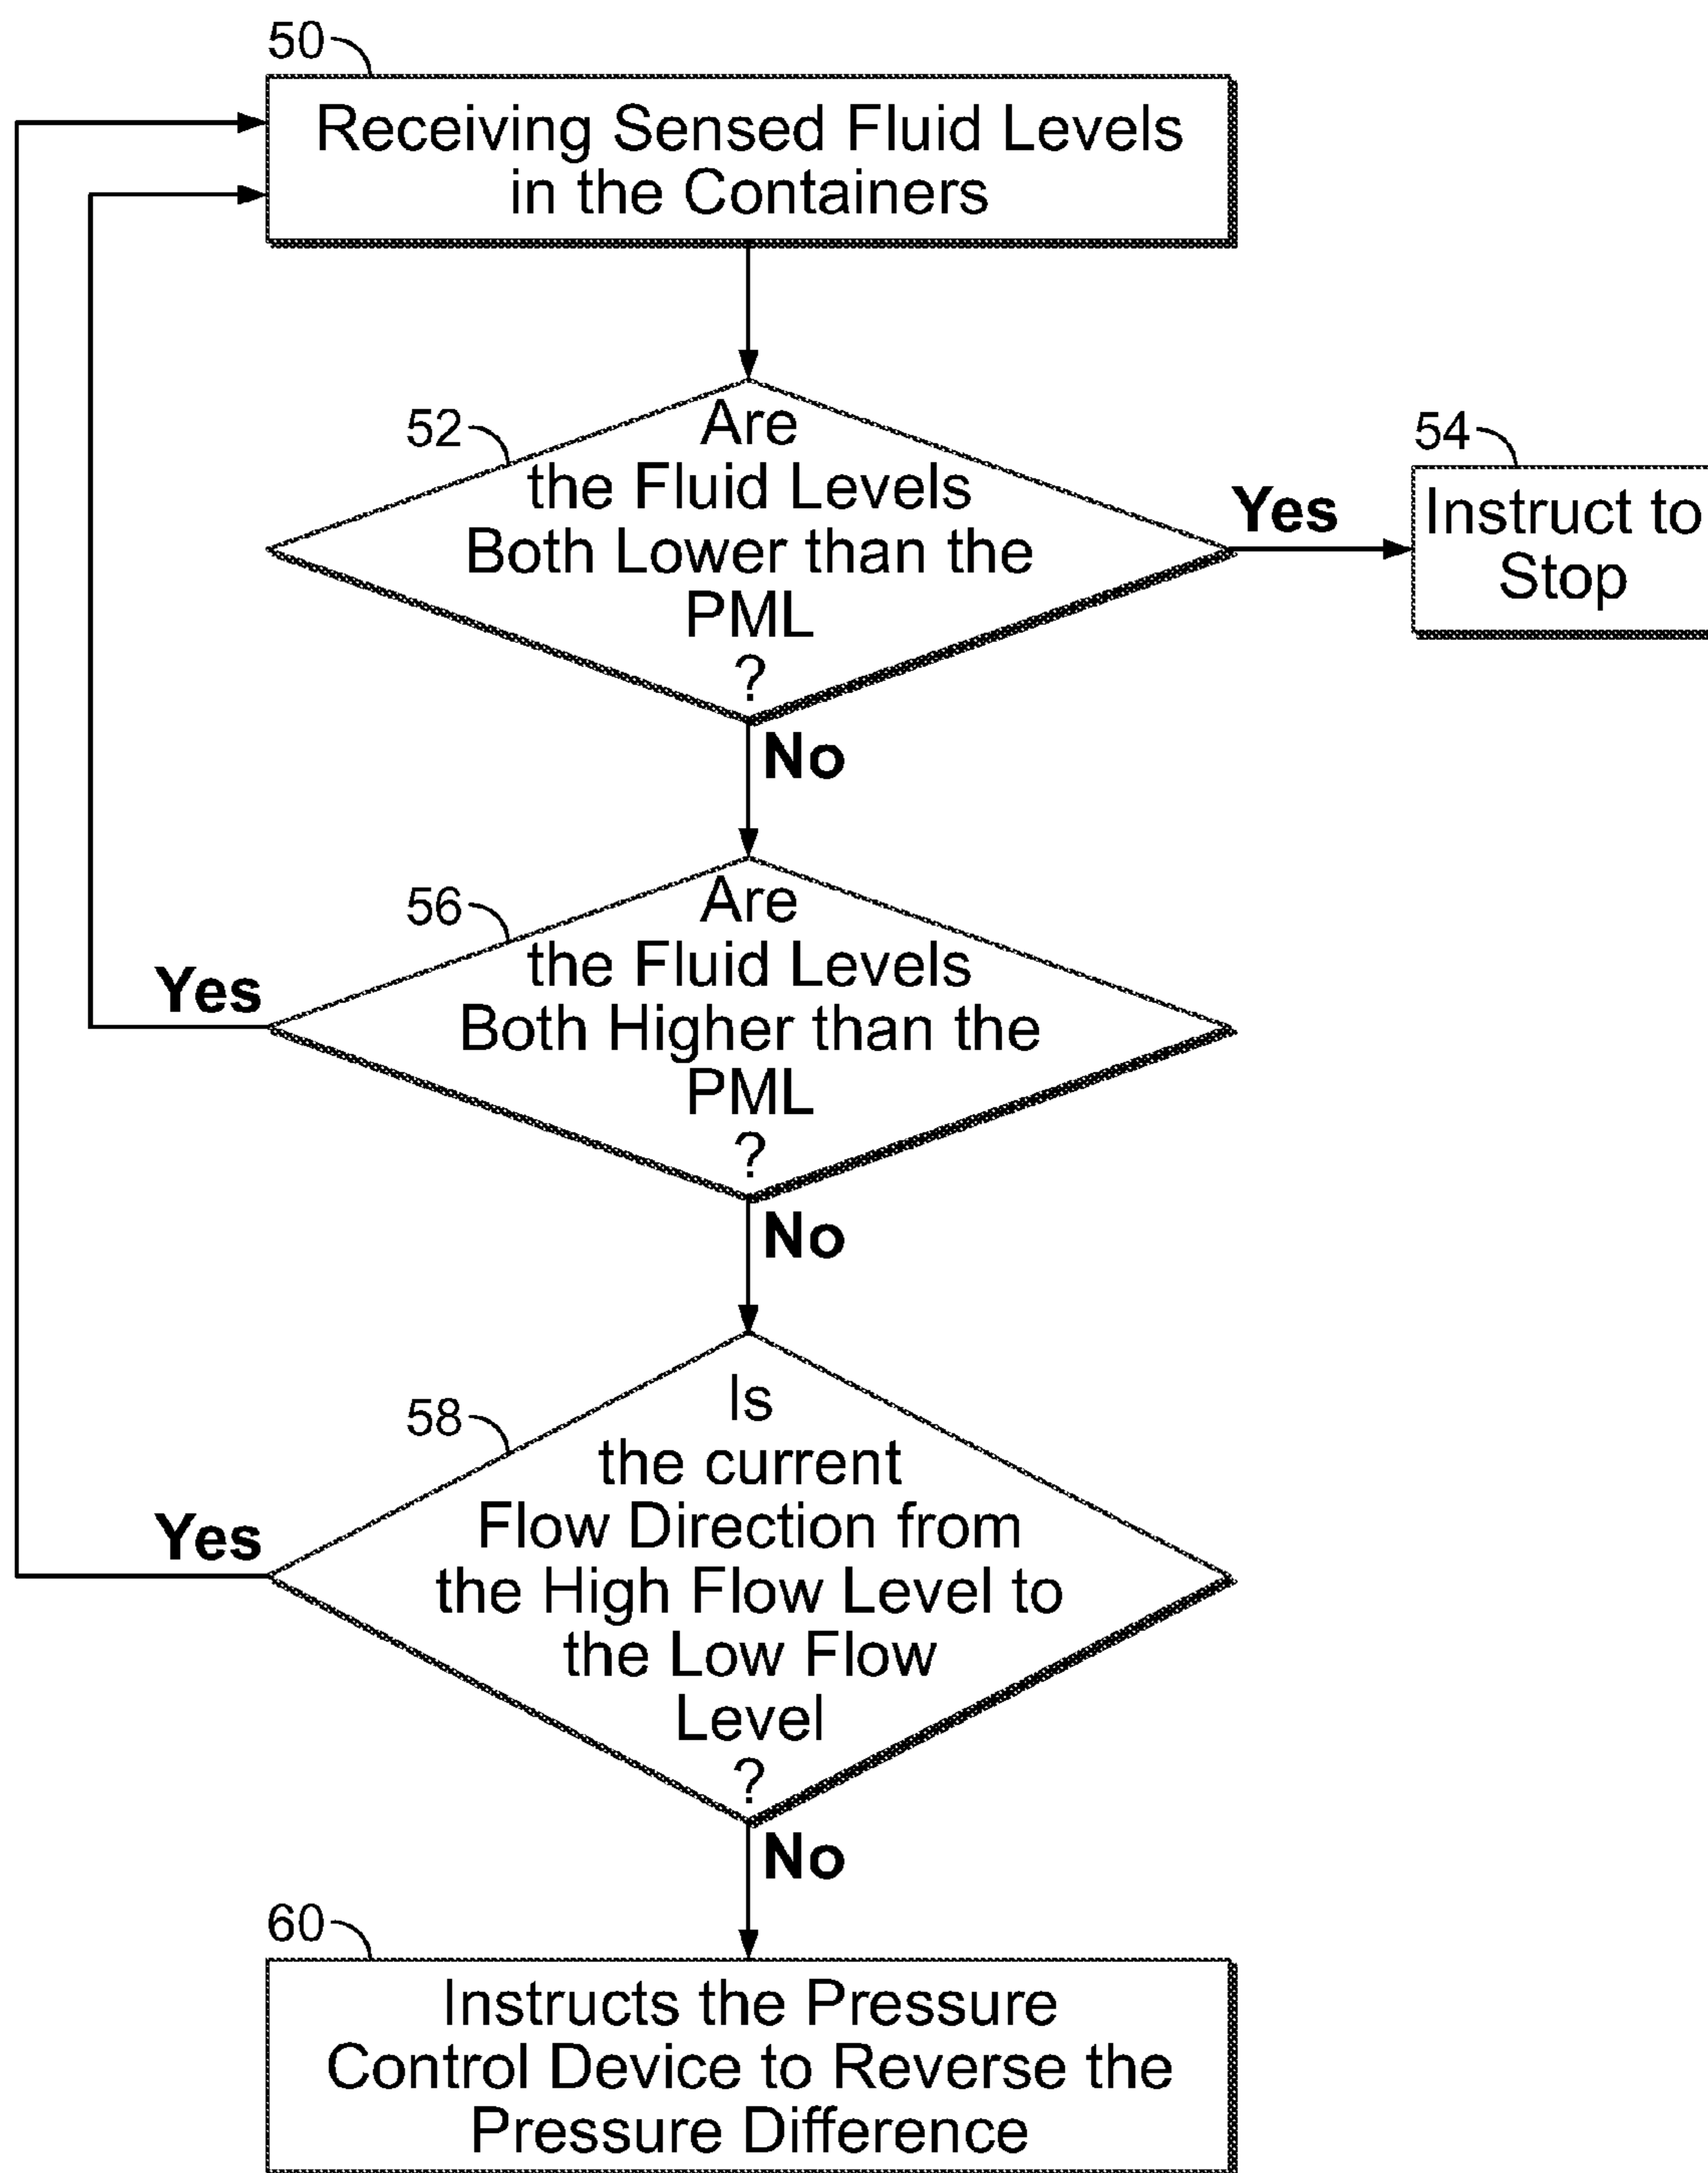 50
Receiving Sensed Fluid Levels
in the Containers
52
Are
the Fluid Levels
Both Lower than the
PML
?
Yes
54
Instruct to
Stop
No
56
Are
the Fluid Levels
Both Higher than the
PML
?
Yes
No
58
Is
the current
Flow Direction from
the High Flow Level to
the Low Flow
Level
?
Yes
No
60
Instructs the Pressure
Control Device to Reverse the
Pressure Difference